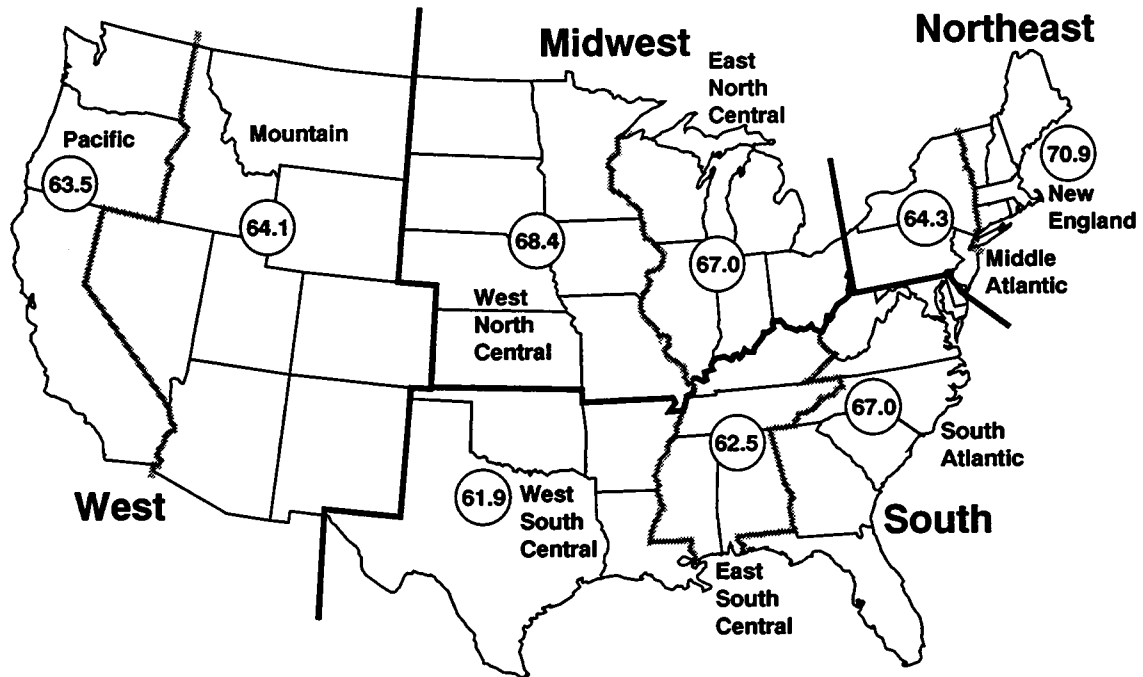 Midwest
Northeast
East
North
Central
Pacific
Mountain
63.5
64.1
68.4
67.0
64.3
70.9
New
England
Middle
Atlantic
West
North
Central
67.0
South
Atlantic
62.5
61.9
West
South
Central
West
South
East
South
Central